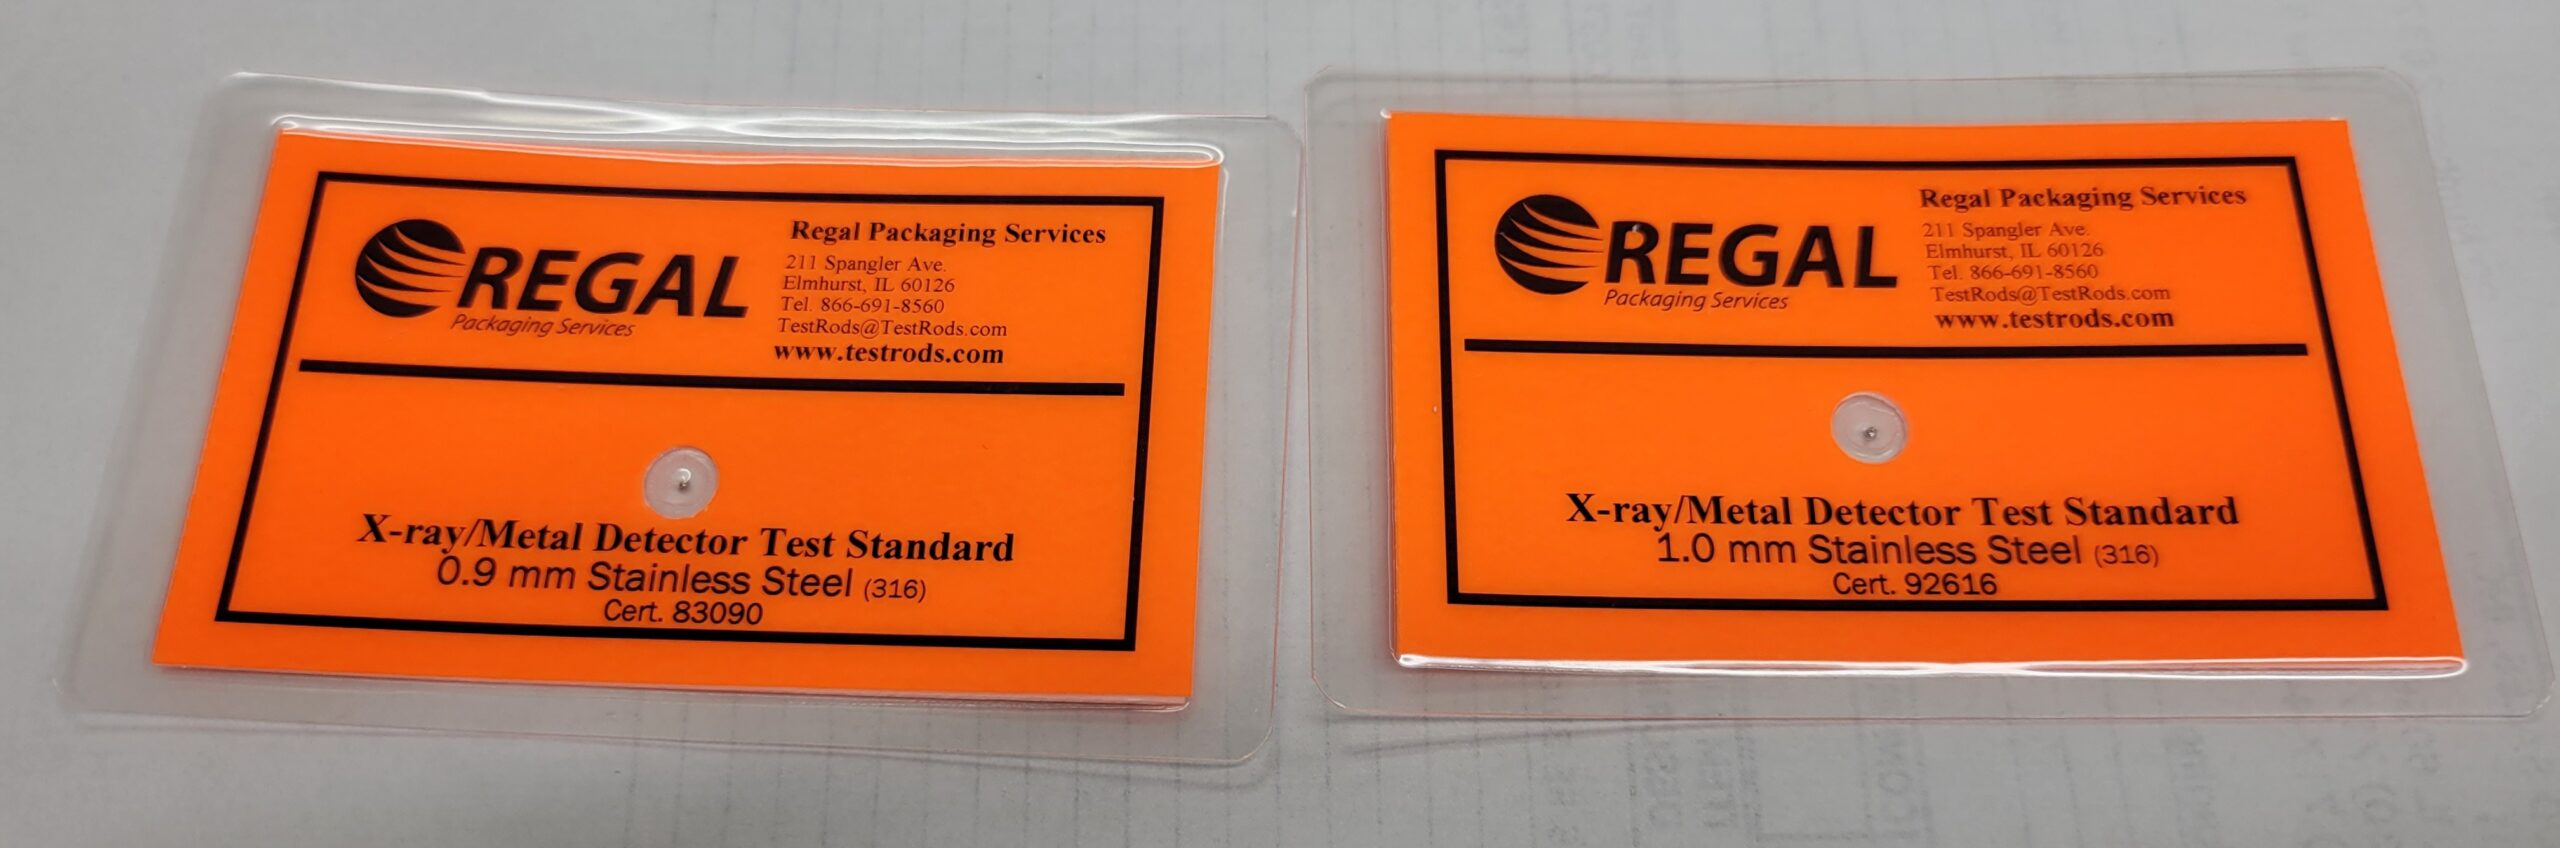 REGAL
Packaging Services
Regal Packaging Services
211 Spangler Ave.
Elmhurst, IL 60126
Tel. 866-691-8560
TestRods@TestRods.com
www.testrods.com
X-ray/Metal Detector Test Standard
0.9 mm Stainless Steel (316)
Cert. 83090
REGAL
Packaging Services
Regal Packaging Services
211 Spangler Ave.
Elmhurst, IL 60126
Tel. 866-691-8560
TestRods@TestRods.com
www.testrods.com
X-ray/Metal Detector Test Standard
1.0 mm Stainless Steel (316)
Cert. 92616